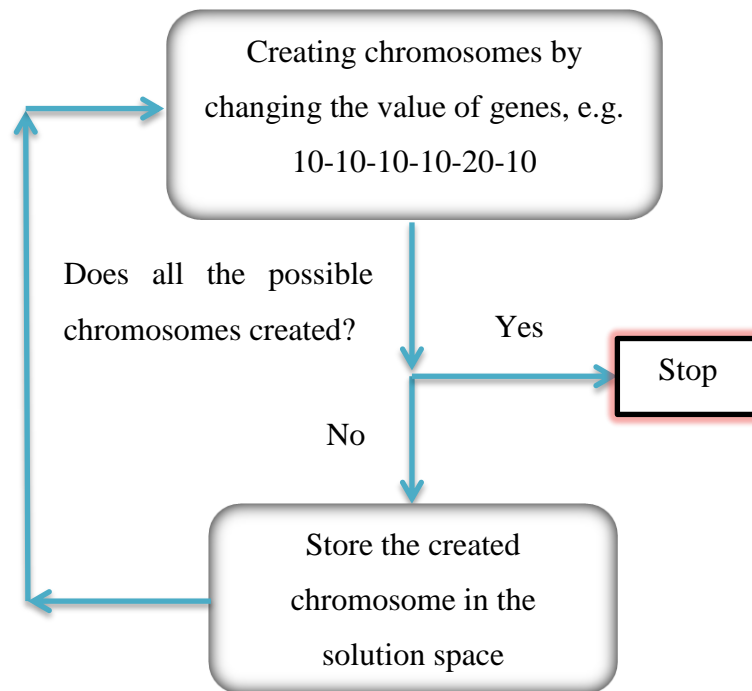 Creating chromosomes by
changing the value of genes, e.g.
10-10-10-10-20-10
Does all the possible
chromosomes created?
Yes
Stop
No
Store the created
chromosome in the
solution space